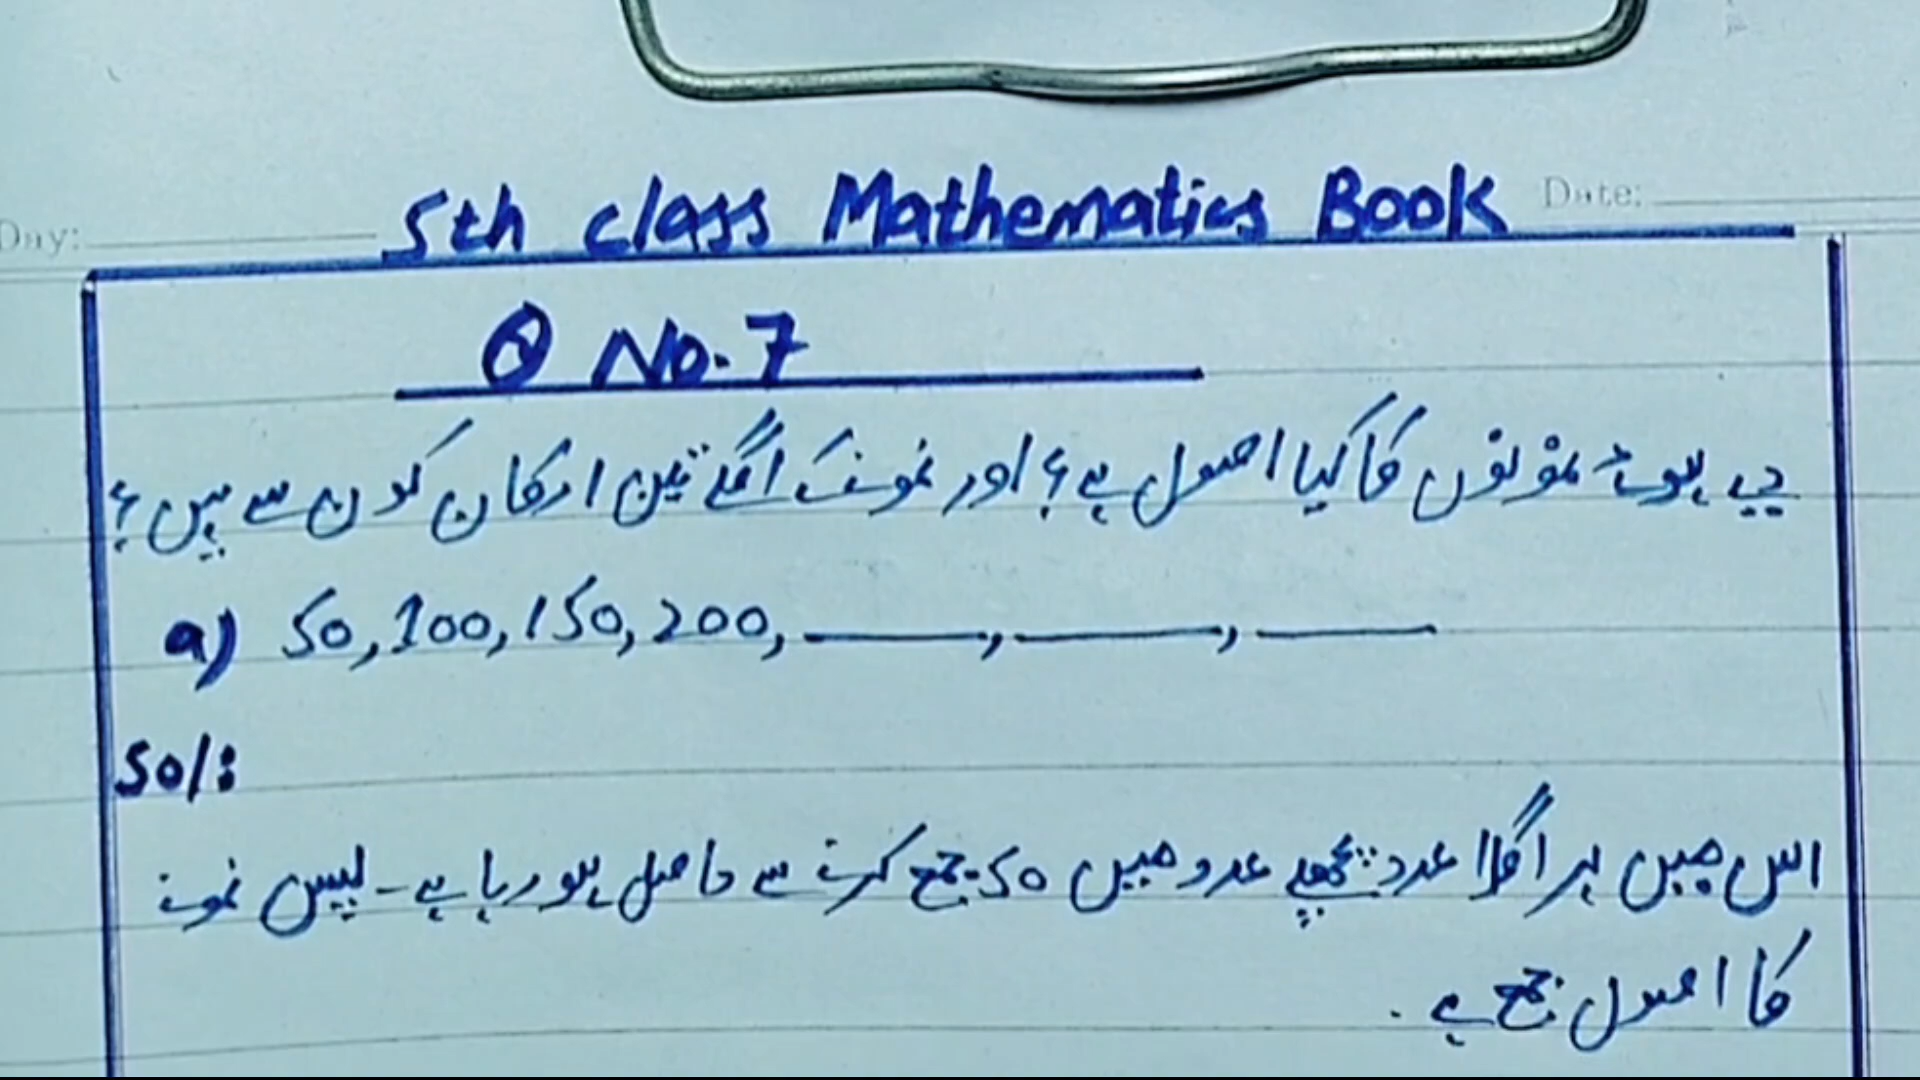 Day:
5th class Mathematics Book
Date:
Q No. 7
دیے ہوئے نمونوں کا کیا اصول ہے؟ اور نمونے کے اگلے تین ارکان کون سے ہیں؟
a) 50, 100, 150, 200, ____, ____, ____
Sol:
اس میں ہر اگلا عدد پچھلے عدد میں 50 جمع کرنے سے حاصل ہو رہا ہے۔ پس نمونے
کا اصول جمع ہے.